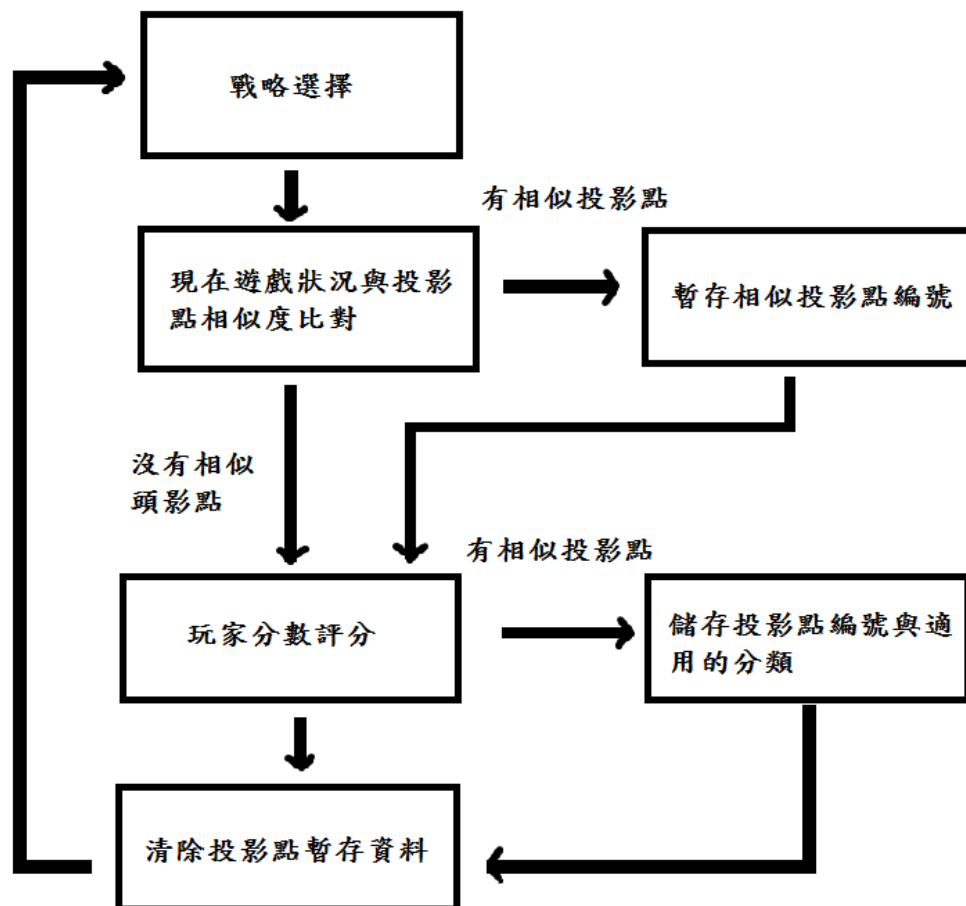 戰略選擇
有相似投影點
現在遊戲狀況與投影
點相似度比對
暫存相似投影點編號
沒有相似
頭影點
有相似投影點
玩家分數評分
儲存投影點編號與適
用的分類
清除投影點暫存資料